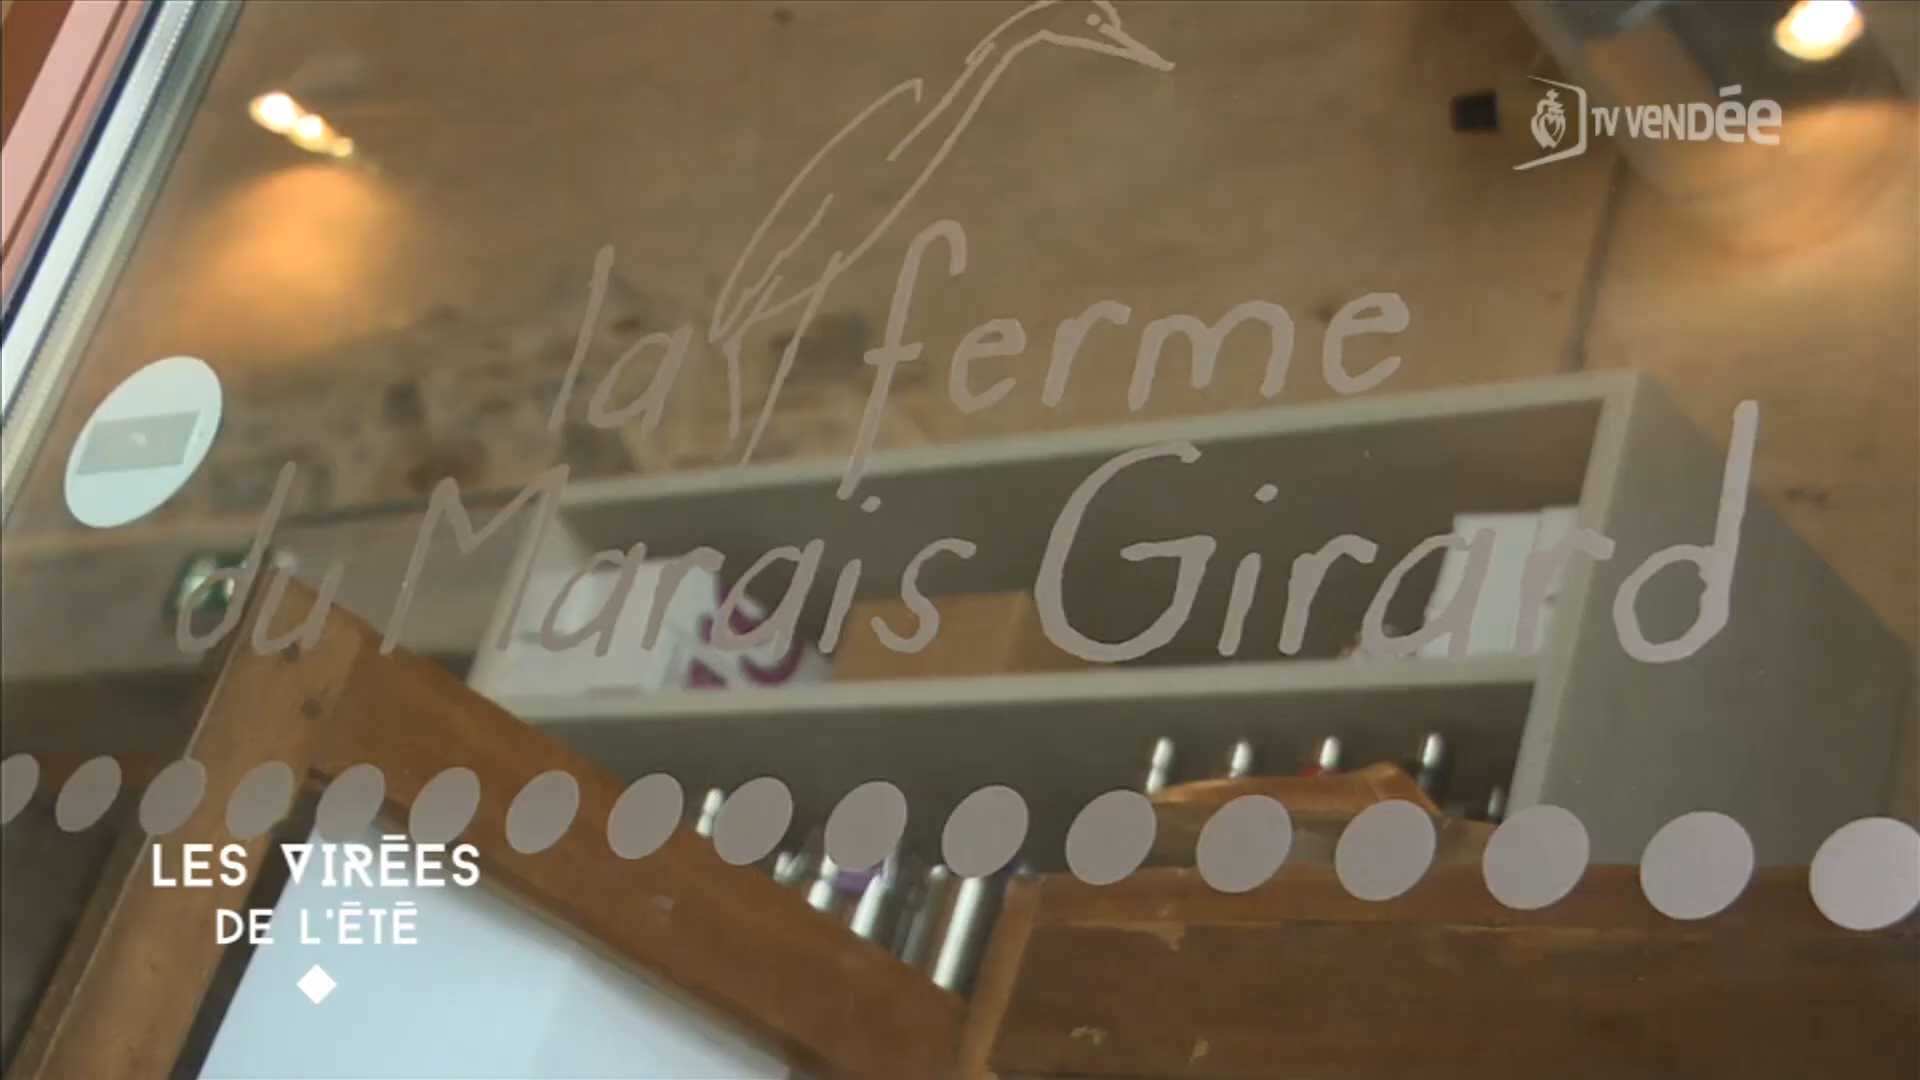 TV VENDÉE
la ferme
du Marais Girard
LES VIRÉES
DE L'ÉTÉ